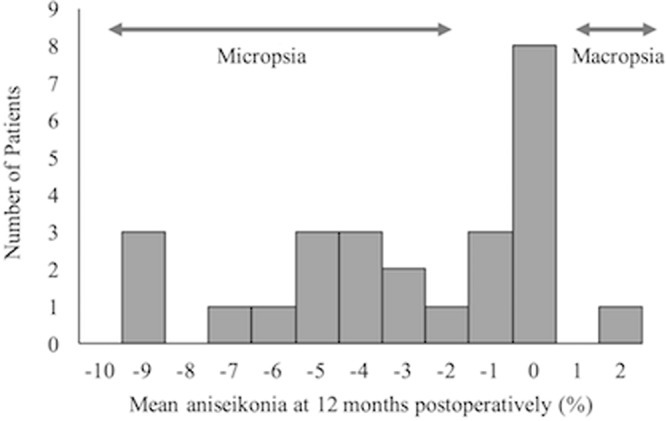 9
8
7
6
5
4
3
2
1
0
Number of Patients
Micropsia
Macropsia
-10 -9 -8 -7 -6 -5 -4 -3 -2 -1 0 1 2
Mean aniseikonia at 12 months postoperatively (%)